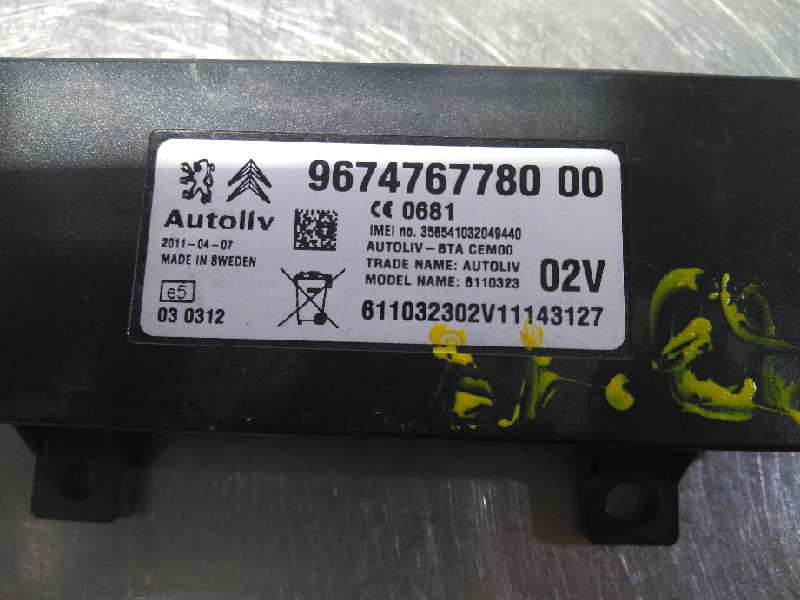 9674767780 00
Autoliv
CE 0681
IMEI no. 356541032049440
2011-04-07
AUTOLIV-BTA CEM00
MADE IN SWEDEN
TRADE NAME: AUTOLIV
02V
MODEL NAME: 6110323
e5
03 0312
611032302V11143127